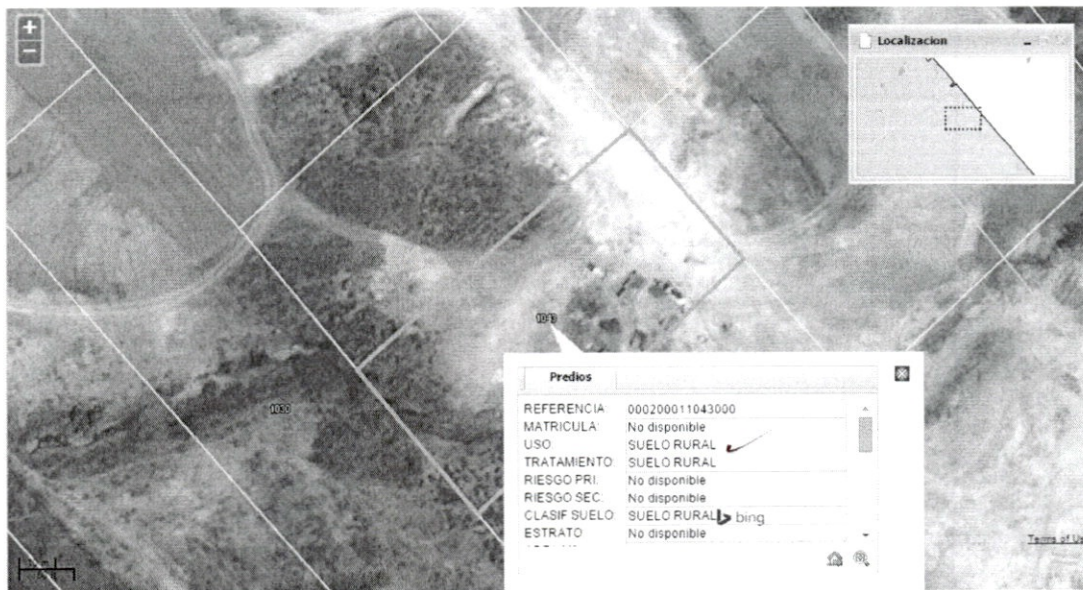 +
−
Localizacion
1043
1030
Predios
REFERENCIA: 000200011043000
MATRICULA: No disponible
USO: SUELO RURAL
TRATAMIENTO: SUELO RURAL
RIESGO PRI.: No disponible
RIESGO SEC.: No disponible
CLASIF SUELO: SUELO RURAL
bing
ESTRATO No disponible
Terms of Us